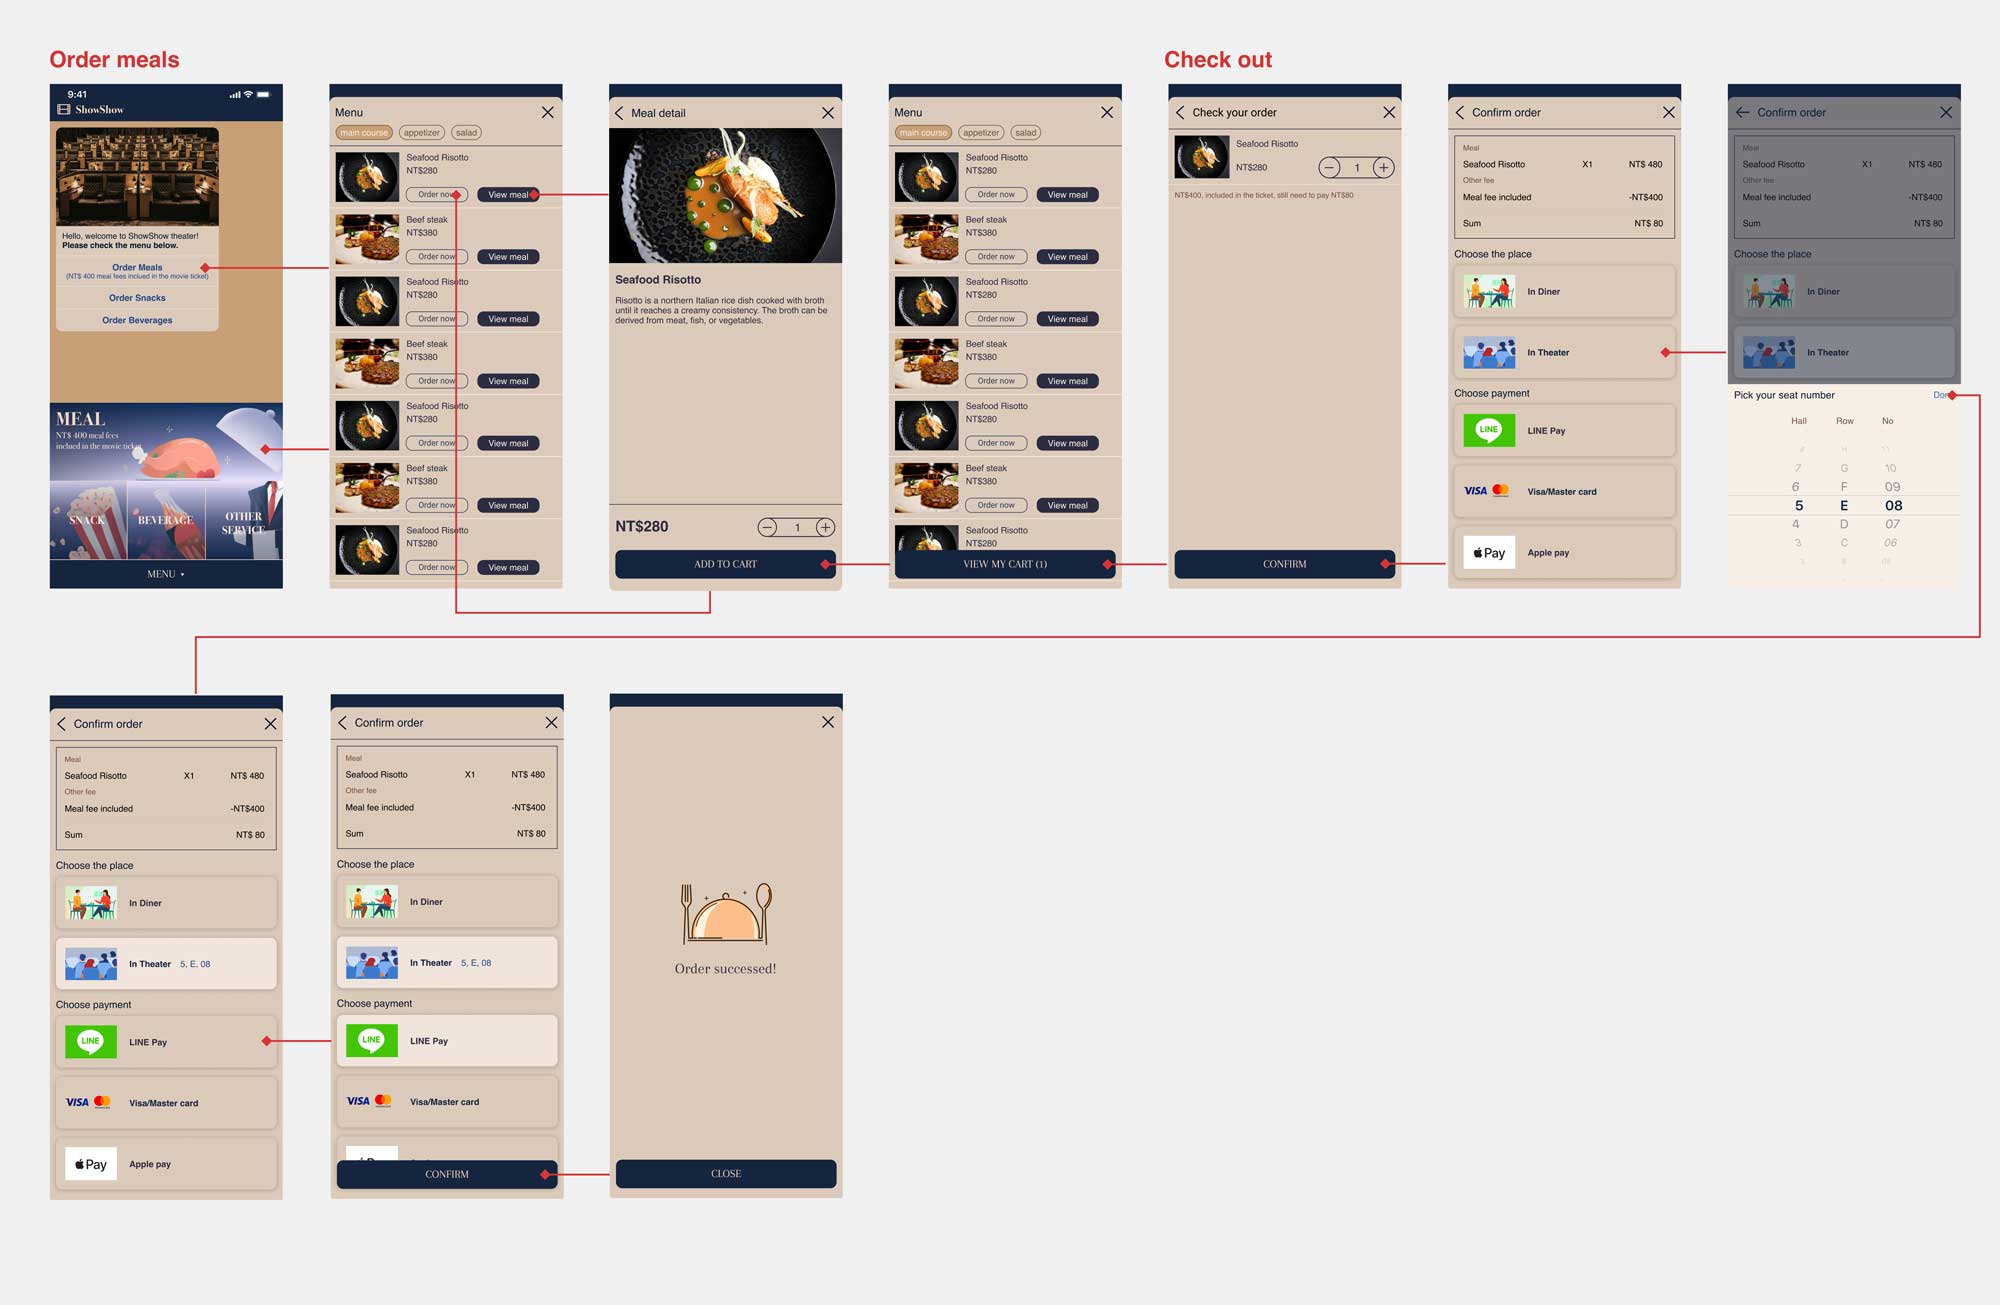 Order meals
Check out
9:41
ShowShow
Hello, welcome to ShowShow theater!
Please check the menu below.
Order Meals
(NT$ 400 meal fees inclued in the movie ticket)
Order Snacks
Order Beverages
MEAL
NT$ 400 meal fees
inclued in the movie ticket
SNACK
BEVERAGE
OTHER
SERVICE
MENU
Menu
main course
appetizer
salad
Seafood Risotto
NT$280
Order now
View meal
Beef steak
NT$380
Order now
View meal
Seafood Risotto
NT$280
Order now
View meal
Beef steak
NT$380
Order now
View meal
Seafood Risotto
NT$280
Order now
View meal
Beef steak
NT$380
Order now
View meal
Seafood Risotto
NT$280
Order now
View meal
Meal detail
Seafood Risotto
Risotto is a northern Italian rice dish cooked with broth
until it reaches a creamy consistency. The broth can be
derived from meat, fish, or vegetables.
NT$280
1
ADD TO CART
Menu
main course
appetizer
salad
Seafood Risotto
NT$280
Order now
View meal
Beef steak
NT$380
Order now
View meal
Seafood Risotto
NT$280
Order now
View meal
Beef steak
NT$380
Order now
View meal
Seafood Risotto
NT$280
Order now
View meal
Beef steak
NT$380
Order now
View meal
Seafood Risotto
NT$280
VIEW MY CART (1)
Check your order
Seafood Risotto
NT$280
1
NT$400, included in the ticket, still need to pay NT$80
CONFIRM
Confirm order
Meal
Seafood Risotto X1 NT$ 480
Other fee
Meal fee included -NT$400
Sum NT$ 80
Choose the place
In Diner
In Theater
Choose payment
LINE
LINE Pay
VISA
Visa/Master card
Pay
Apple pay
Confirm order
Meal
Seafood Risotto X1 NT$ 480
Other fee
Meal fee included -NT$400
Sum NT$ 80
Choose the place
In Diner
In Theater
Pick your seat number
Hall Row No
7 G 10
6 F 09
5 E 08
4 D 07
3 C 06
Confirm order
Meal
Seafood Risotto X1 NT$ 480
Other fee
Meal fee included -NT$400
Sum NT$ 80
Choose the place
In Diner
In Theater 5, E, 08
Choose payment
LINE
LINE Pay
VISA
Visa/Master card
Pay
Apple pay
Confirm order
Meal
Seafood Risotto X1 NT$ 480
Other fee
Meal fee included -NT$400
Sum NT$ 80
Choose the place
In Diner
In Theater 5, E, 08
Choose payment
LINE
LINE Pay
VISA
Visa/Master card
CONFIRM
Order successed!
CLOSE